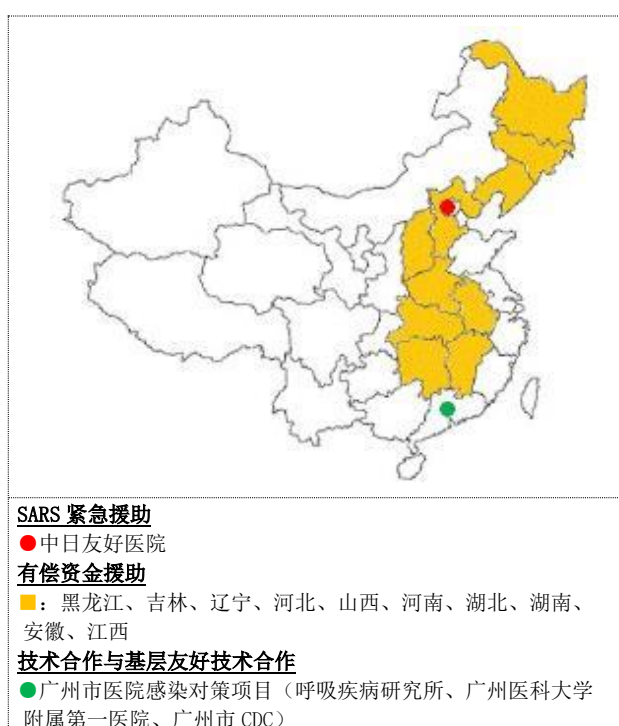 SARS 紧急援助
●中日友好医院
有偿资金援助
■：黑龙江、吉林、辽宁、河北、山西、河南、湖北、湖南、
安徽、江西
技术合作与基层友好技术合作
●广州市医院感染对策项目（呼吸疾病研究所、广州医科大学
附属第一医院、广州市 CDC）